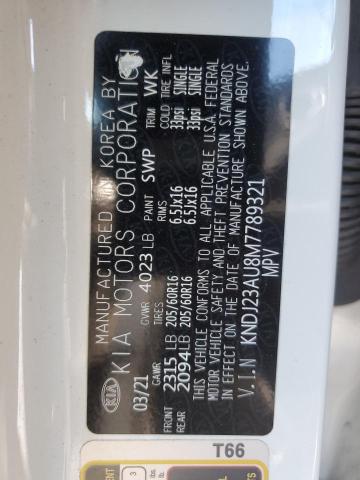 KIA
MANUFACTURED IN KOREA BY
KIA MOTORS CORPORATION
03/21 GVWR 4023 LB PAINT SWP TRIM WK
GAWR TIRES RIMS COLD TIRE INFL
FRONT 2315 LB 205/60R16 6.5Jx16 33psi SINGLE
REAR 2094 LB 205/60R16 6.5Jx16 33psi SINGLE
THIS VEHICLE CONFORMS TO ALL APPLICABLE U.S.A. FEDERAL
MOTOR VEHICLE SAFETY AND THEFT PREVENTION STANDARDS
IN EFFECT ON THE DATE OF MANUFACTURE SHOWN ABOVE.
V.I.N KNDJ23AU8M7789321
MPV
T66